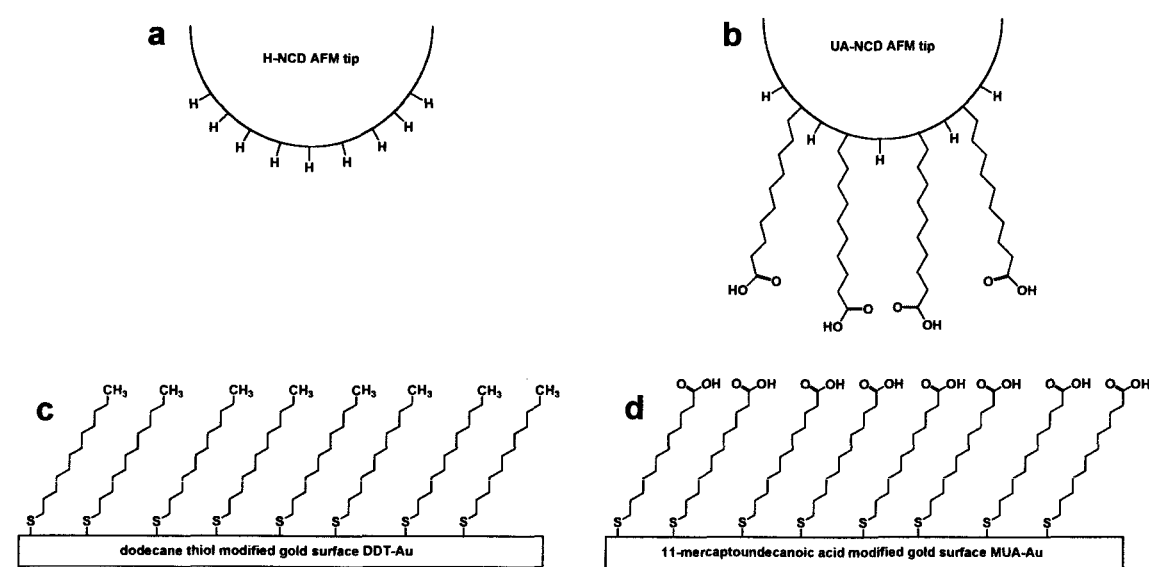 a
H-NCD AFM tip
H H H H H H H H H
b
UA-NCD AFM tip
H H H H H
HO O
HO O
O OH
O OH
c
CH3 CH3 CH3 CH3 CH3 CH3 CH3 CH3
S S S S S S S S
dodecane thiol modified gold surface DDT-Au
d
O OH O OH O OH O OH O OH O OH O OH O OH
S S S S S S S S
11-mercaptoundecanoic acid modified gold surface MUA-Au